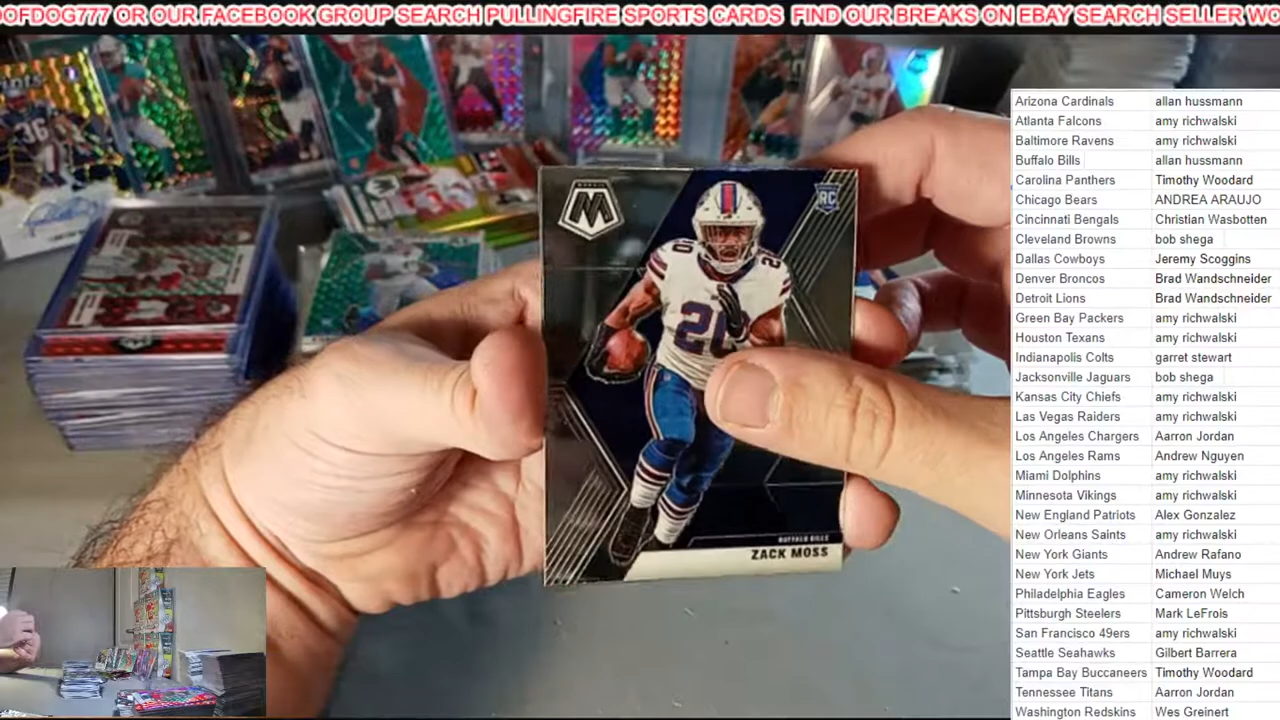 OOFDOG777 OR OUR FACEBOOK GROUP SEARCH PULLINGFIRE SPORTS CARDS FIND OUR BREAKS ON EBAY SEARCH SELLER WO
Arizona Cardinals allan hussmann
Atlanta Falcons amy richwalski
Baltimore Ravens amy richwalski
Buffalo Bills allan hussmann
Carolina Panthers Timothy Woodard
Chicago Bears ANDREA ARAUJO
Cincinnati Bengals Christian Wasbotten
Cleveland Browns bob shega
Dallas Cowboys Jeremy Scoggins
Denver Broncos Brad Wandschneider
Detroit Lions Brad Wandschneider
Green Bay Packers amy richwalski
Houston Texans amy richwalski
Indianapolis Colts garret stewart
Jacksonville Jaguars bob shega
Kansas City Chiefs amy richwalski
Las Vegas Raiders amy richwalski
Los Angeles Chargers Aarron Jordan
Los Angeles Rams Andrew Nguyen
Miami Dolphins amy richwalski
Minnesota Vikings amy richwalski
New England Patriots Alex Gonzalez
New Orleans Saints amy richwalski
New York Giants Andrew Rafano
New York Jets Michael Muys
Philadelphia Eagles Cameron Welch
Pittsburgh Steelers Mark LeFrois
San Francisco 49ers amy richwalski
Seattle Seahawks Gilbert Barrera
Tampa Bay Buccaneers Timothy Woodard
Tennessee Titans Aarron Jordan
Washington Redskins Wes Greinert
MOSAIC
M
RC
20
20
20
BUFFALO BILLS
ZACK MOSS
36